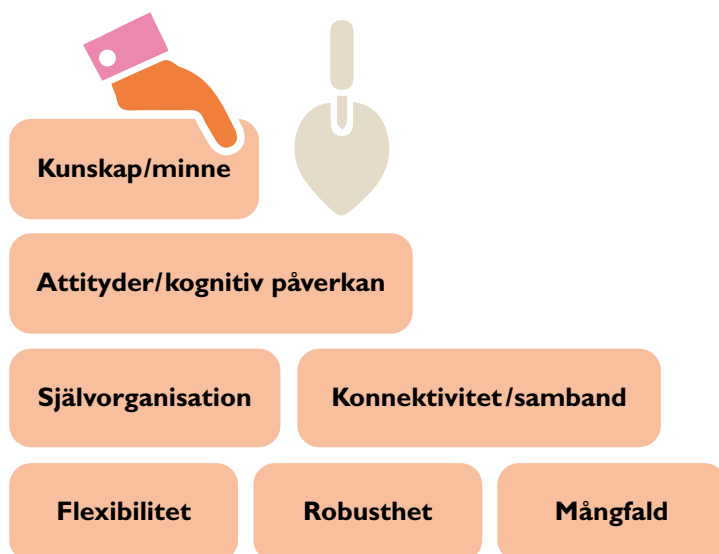 Kunskap/minne
Attityder/kognitiv påverkan
Självorganisation
Konnektivitet/samband
Flexibilitet
Robusthet
Mångfald